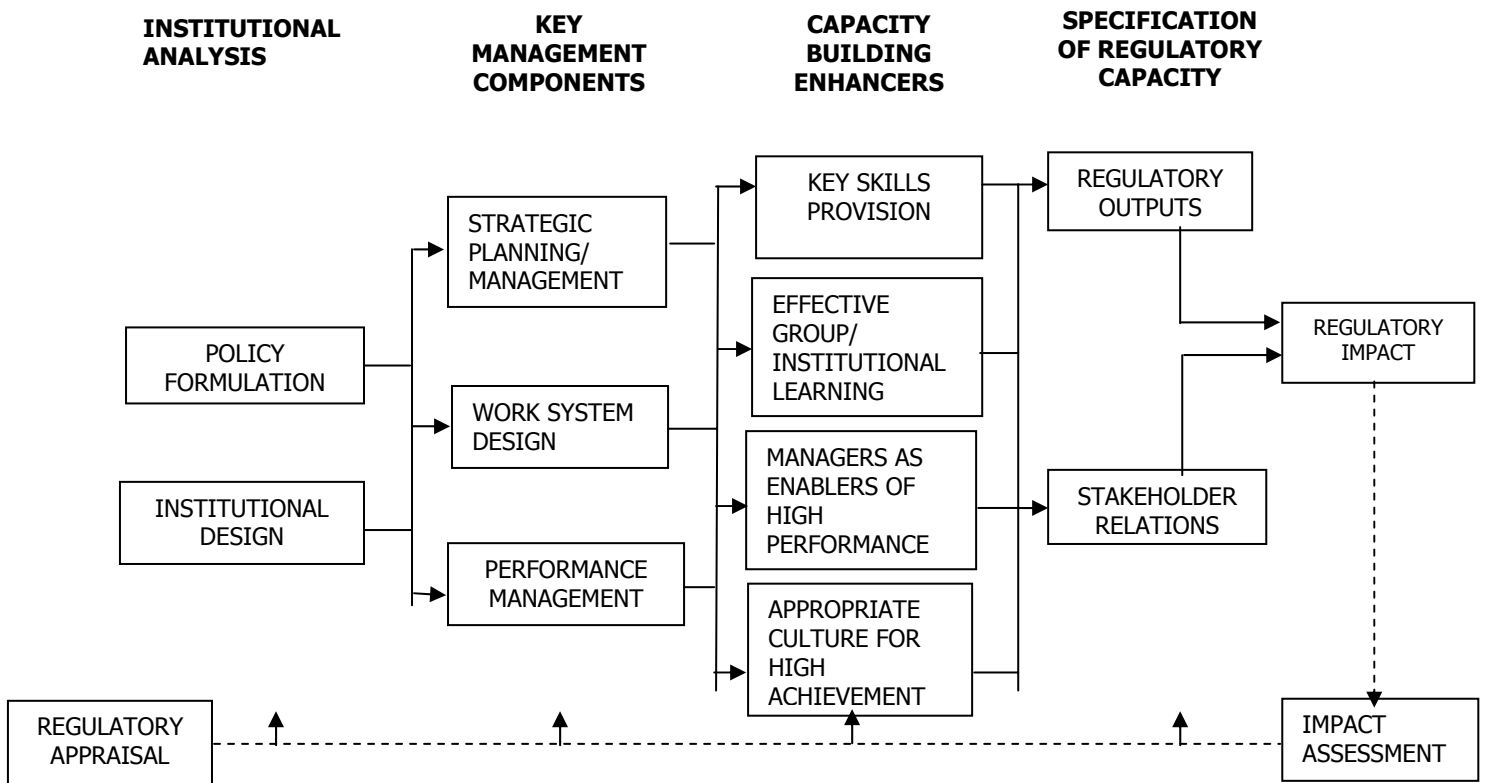 INSTITUTIONAL
ANALYSIS
KEY
MANAGEMENT
COMPONENTS
CAPACITY
BUILDING
ENHANCERS
SPECIFICATION
OF REGULATORY
CAPACITY
POLICY
FORMULATION
INSTITUTIONAL
DESIGN
STRATEGIC
PLANNING/
MANAGEMENT
WORK SYSTEM
DESIGN
PERFORMANCE
MANAGEMENT
KEY SKILLS
PROVISION
EFFECTIVE
GROUP/
INSTITUTIONAL
LEARNING
MANAGERS AS
ENABLERS OF
HIGH
PERFORMANCE
APPROPRIATE
CULTURE FOR
HIGH
ACHIEVEMENT
REGULATORY
OUTPUTS
STAKEHOLDER
RELATIONS
REGULATORY
IMPACT
REGULATORY
APPRAISAL
IMPACT
ASSESSMENT